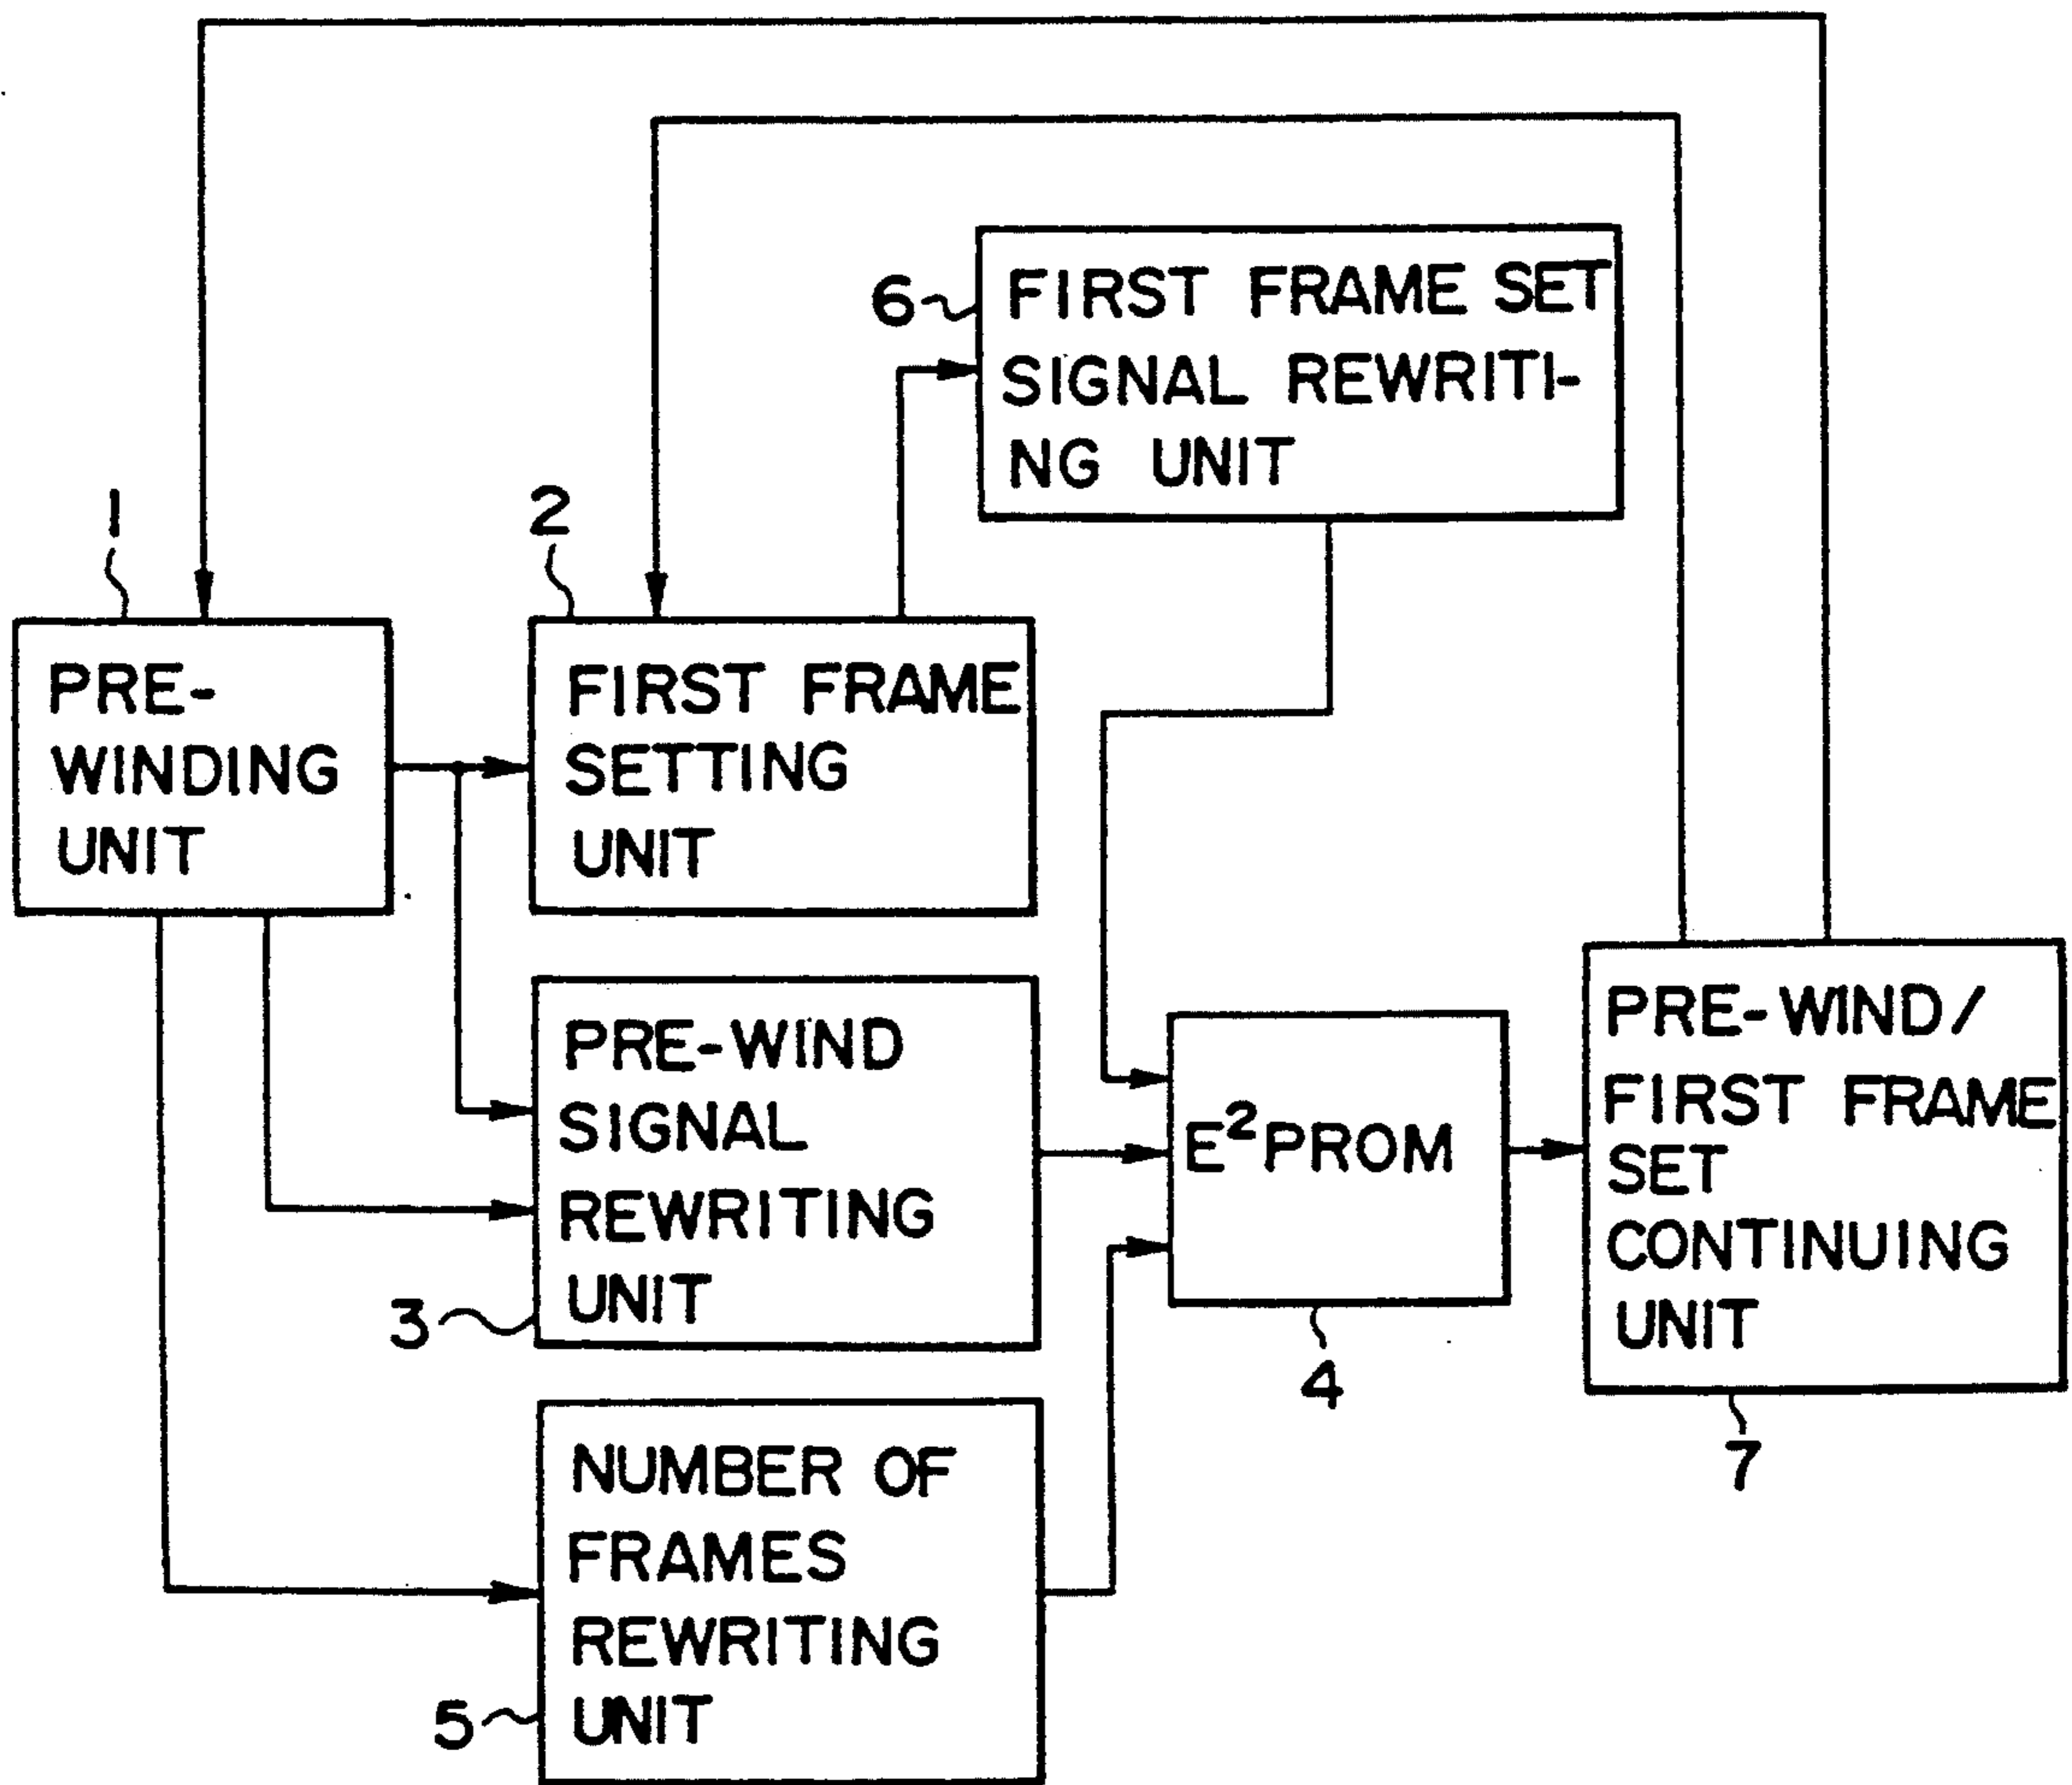 6
FIRST FRAME SET
SIGNAL REWRITI-
NG UNIT
1
PRE-
WINDING
UNIT
2
FIRST FRAME
SETTING
UNIT
3
PRE-WIND
SIGNAL
REWRITING
UNIT
E²PROM
4
PRE-WIND/
FIRST FRAME
SET
CONTINUING
UNIT
7
5
NUMBER OF
FRAMES
REWRITING
UNIT